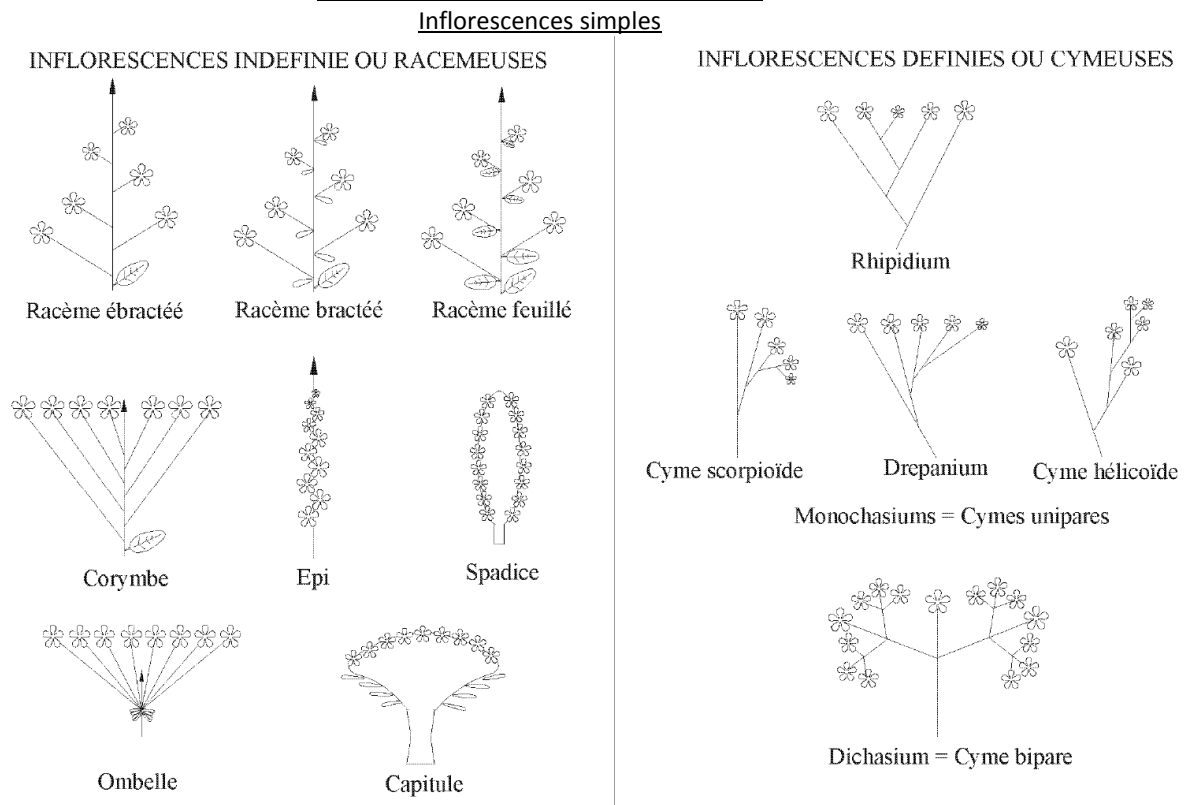 Inflorescences simples
INFLORESCENCES INDEFINIE OU RACEMEUSES
Racème ébractéé
Racème bractéé
Racème feuillé
Corymbe
Epi
Spadice
Ombelle
Capitule
INFLORESCENCES DEFINIES OU CYMEUSES
Rhipidium
Cyme scorpioïde
Drepanium
Cyme hélicoïde
Monochasiums = Cymes unipares
Dichasium = Cyme bipare